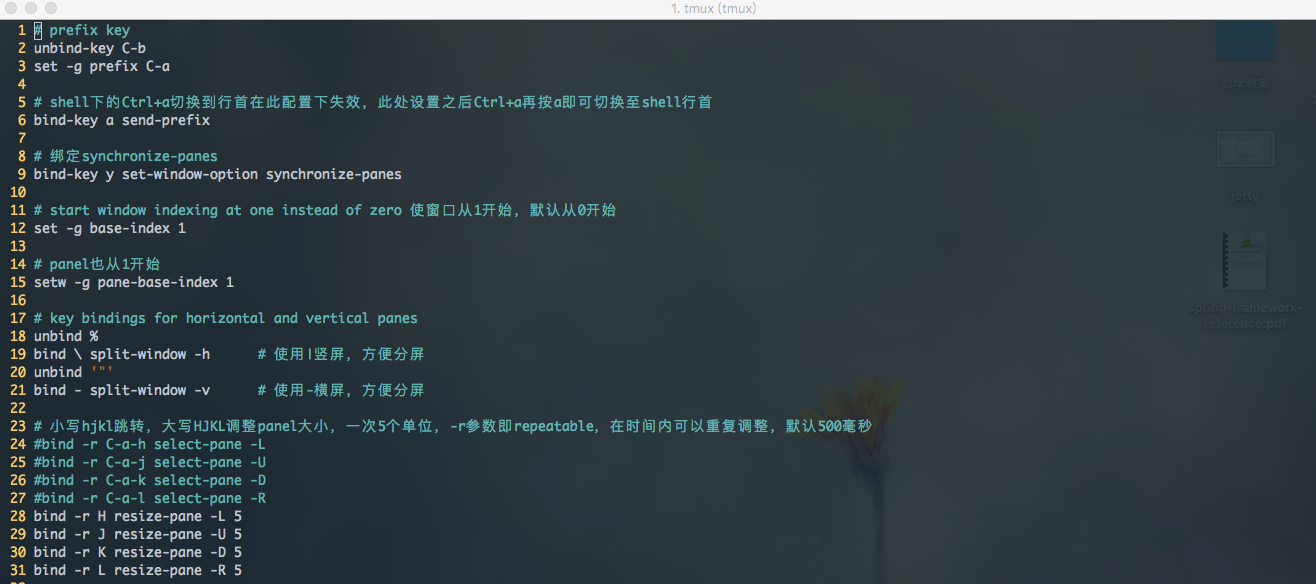 1. tmux (tmux)
1 # prefix key
2 unbind-key C-b
3 set -g prefix C-a
4
5 # shell下的Ctrl+a切换到行首在此配置下失效，此处设置之后Ctrl+a再按a即可切换至shell行首
6 bind-key a send-prefix
7
8 # 绑定synchronize-panes
9 bind-key y set-window-option synchronize-panes
10
11 # start window indexing at one instead of zero 使窗口从1开始，默认从0开始
12 set -g base-index 1
13
14 # panel也从1开始
15 setw -g pane-base-index 1
16
17 # key bindings for horizontal and vertical panes
18 unbind %
19 bind \ split-window -h      # 使用|竖屏，方便分屏
20 unbind '"'
21 bind - split-window -v      # 使用-横屏，方便分屏
22
23 # 小写hjkl跳转，大写HJKL调整panel大小，一次5个单位，-r参数即repeatable，在时间内可以重复调整，默认500毫秒
24 #bind -r C-a-h select-pane -L
25 #bind -r C-a-j select-pane -U
26 #bind -r C-a-k select-pane -D
27 #bind -r C-a-l select-pane -R
28 bind -r H resize-pane -L 5
29 bind -r J resize-pane -U 5
30 bind -r K resize-pane -D 5
31 bind -r L resize-pane -R 5
jetty
spring-framework-
reference.pdf